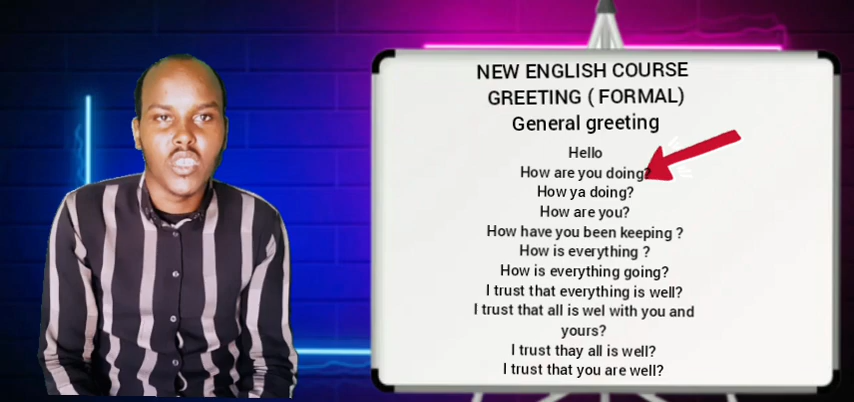 NEW ENGLISH COURSE
GREETING ( FORMAL)
General greeting
Hello
How are you doing?
How ya doing?
How are you?
How have you been keeping ?
How is everything ?
How is everything going?
I trust that everything is well?
I trust that all is wel with you and
yours?
I trust thay all is well?
I trust that you are well?